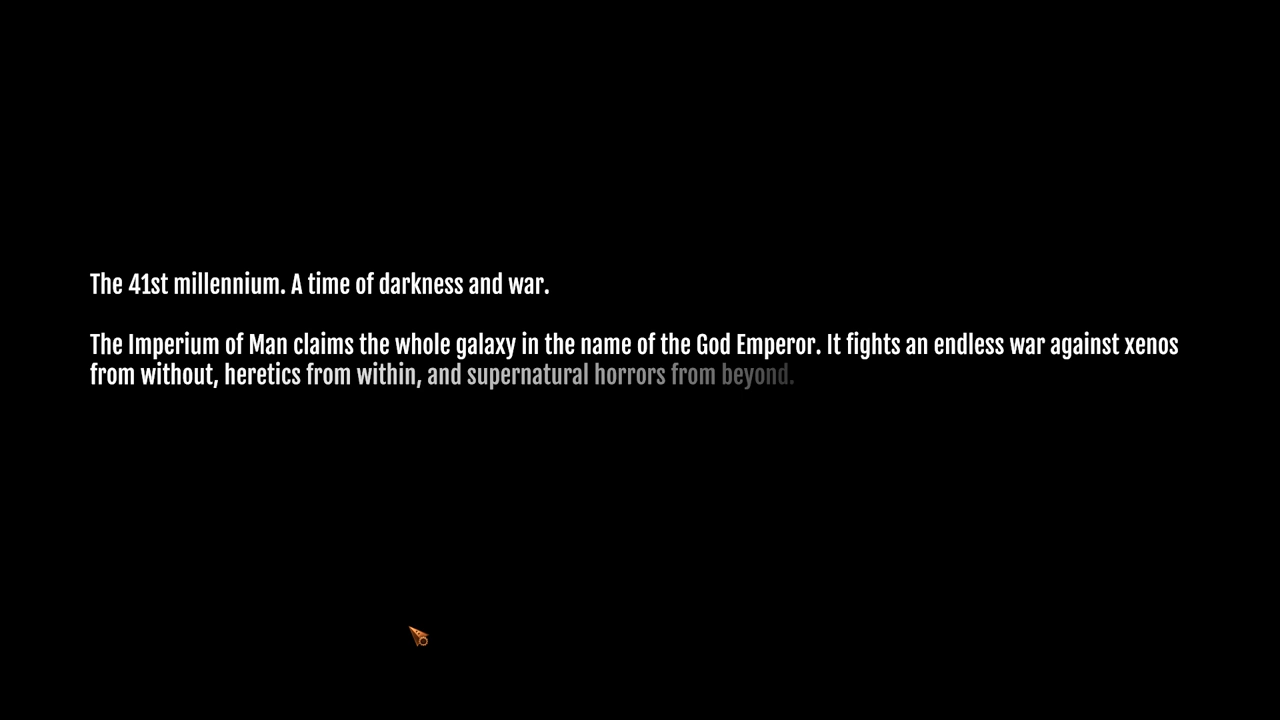 The 41st millennium. A time of darkness and war.
The Imperium of Man claims the whole galaxy in the name of the God Emperor. It fights an endless war against xenos
from without, heretics from within, and supernatural horrors from beyond.